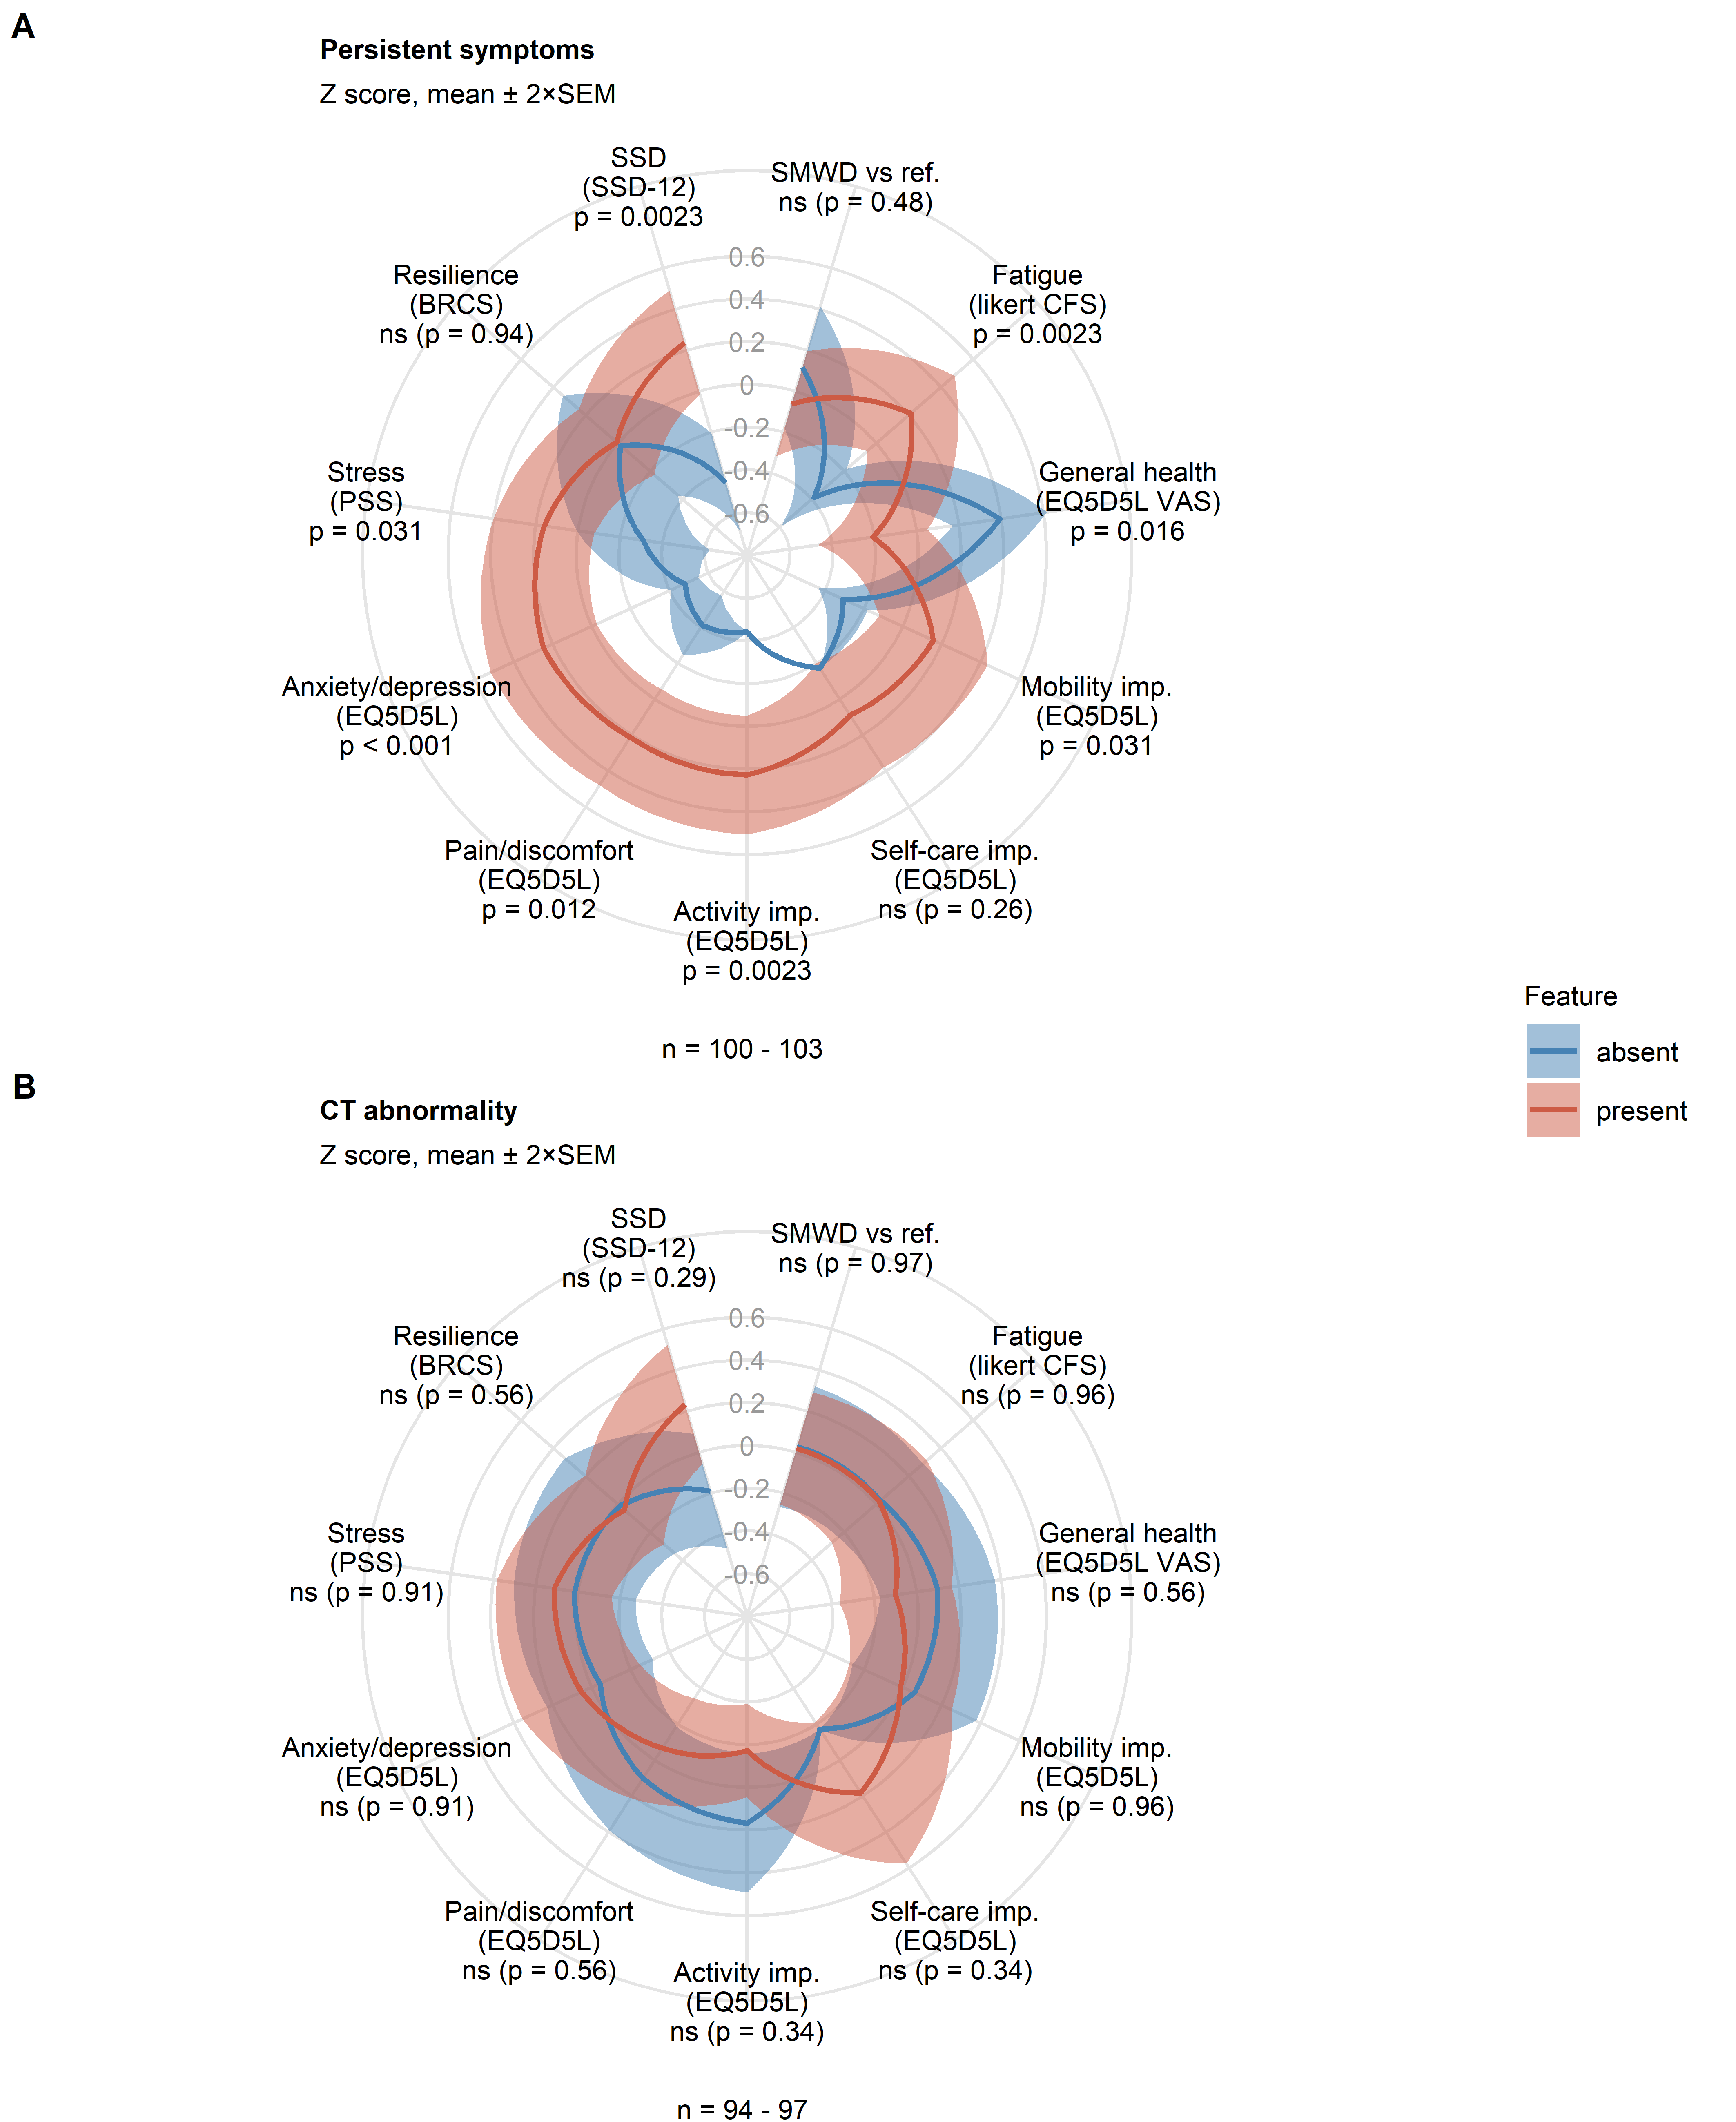 A
Persistent symptoms
Z score, mean ± 2×SEM
SSD
(SSD-12)
p = 0.0023
SMWD vs ref.
ns (p = 0.48)
Resilience
(BRCS)
ns (p = 0.94)
Fatigue
(likert CFS)
p = 0.0023
0.6
0.4
0.2
0
-0.2
-0.4
-0.6
Stress
(PSS)
p = 0.031
General health
(EQ5D5L VAS)
p = 0.016
Anxiety/depression
(EQ5D5L)
p < 0.001
Mobility imp.
(EQ5D5L)
p = 0.031
Pain/discomfort
(EQ5D5L)
p = 0.012
Self-care imp.
(EQ5D5L)
ns (p = 0.26)
Activity imp.
(EQ5D5L)
p = 0.0023
n = 100 - 103
Feature
absent
present
B
CT abnormality
Z score, mean ± 2×SEM
SSD
(SSD-12)
ns (p = 0.29)
SMWD vs ref.
ns (p = 0.97)
Resilience
(BRCS)
ns (p = 0.56)
Fatigue
(likert CFS)
ns (p = 0.96)
0.6
0.4
0.2
0
-0.2
-0.4
-0.6
Stress
(PSS)
ns (p = 0.91)
General health
(EQ5D5L VAS)
ns (p = 0.56)
Anxiety/depression
(EQ5D5L)
ns (p = 0.91)
Mobility imp.
(EQ5D5L)
ns (p = 0.96)
Pain/discomfort
(EQ5D5L)
ns (p = 0.56)
Self-care imp.
(EQ5D5L)
ns (p = 0.34)
Activity imp.
(EQ5D5L)
ns (p = 0.34)
n = 94 - 97